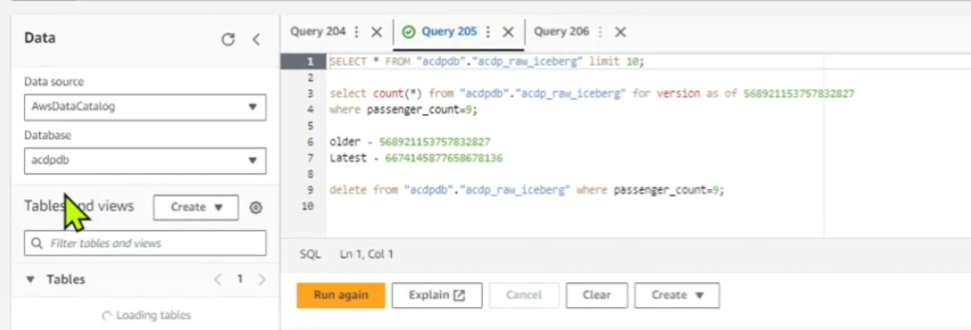 Data
Data source
AwsDataCatalog
Database
acdpdb
Tables and views
Create
Filter tables and views
Tables
1
Loading tables
Query 204
Query 205
Query 206
1 SELECT * FROM "acdpdb"."acdp_raw_iceberg" limit 10;
2
3 select count(*) from "acdpdb"."acdp_raw_iceberg" for version as of 568921153757832827
4 where passenger_count=9;
5
6 older - 568921153757832827
7 Latest - 6674145877658678136
8
9 delete from "acdpdb"."acdp_raw_iceberg" where passenger_count=9;
10
SQL Ln 1, Col 1
Run again
Explain
Cancel
Clear
Create